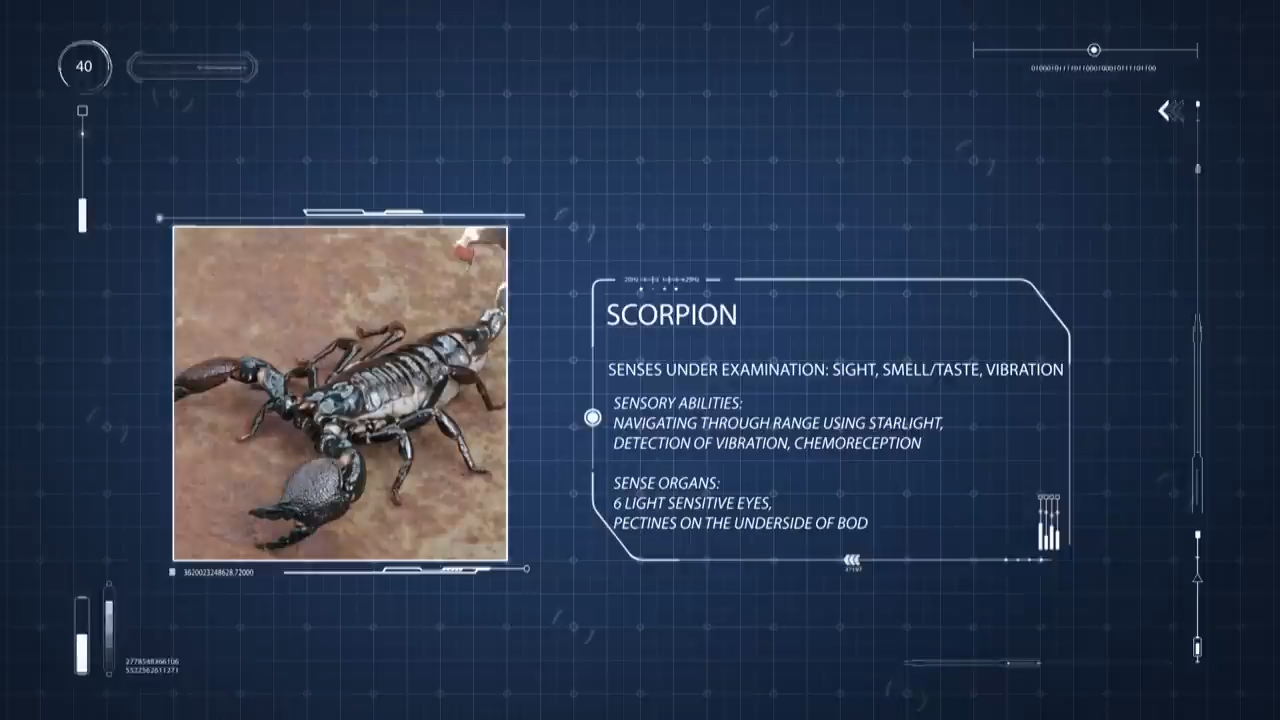 40
SCORPION
SENSES UNDER EXAMINATION: SIGHT, SMELL/TASTE, VIBRATION
SENSORY ABILITIES:
NAVIGATING THROUGH RANGE USING STARLIGHT,
DETECTION OF VIBRATION, CHEMORECEPTION
SENSE ORGANS:
6 LIGHT SENSITIVE EYES,
PECTINES ON THE UNDERSIDE OF BOD
3620023248628.72000